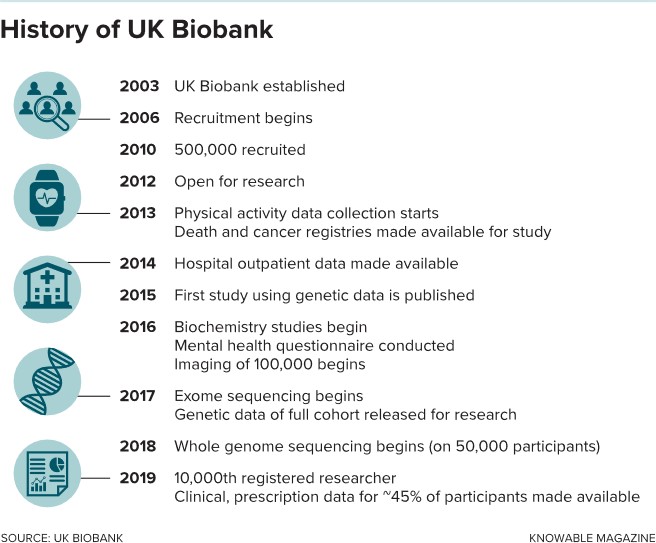 History of UK Biobank
2003 UK Biobank established
2006 Recruitment begins
2010 500,000 recruited
2012 Open for research
2013 Physical activity data collection starts
Death and cancer registries made available for study
2014 Hospital outpatient data made available
2015 First study using genetic data is published
2016 Biochemistry studies begin
Mental health questionnaire conducted
Imaging of 100,000 begins
2017 Exome sequencing begins
Genetic data of full cohort released for research
2018 Whole genome sequencing begins (on 50,000 participants)
2019 10,000th registered researcher
Clinical, prescription data for ~45% of participants made available
SOURCE: UK BIOBANK KNOWABLE MAGAZINE